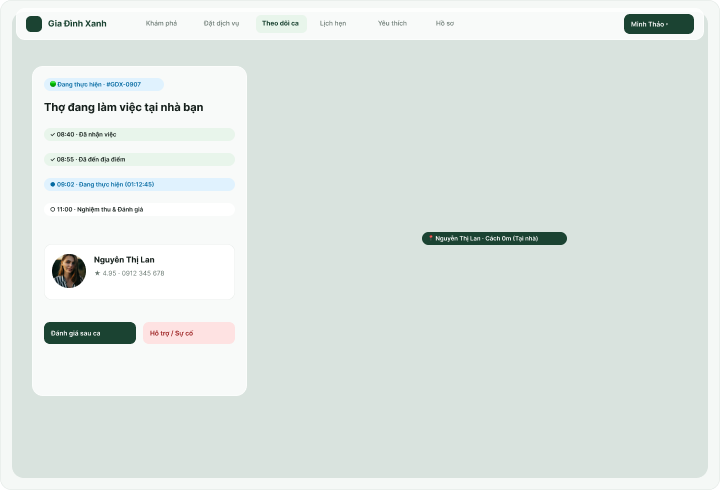 Gia Đình Xanh
Khám phá
Đặt dịch vụ
Theo dõi ca
Lịch hẹn
Yêu thích
Hồ sơ
Minh Thảo
Đang thực hiện · #GDX-0907
Thợ đang làm việc tại nhà bạn
✓ 08:40 · Đã nhận việc
✓ 08:55 · Đã đến địa điểm
● 09:02 · Đang thực hiện (01:12:45)
○ 11:00 · Nghiệm thu & Đánh giá
Nguyễn Thị Lan · Cách 0m (Tại nhà)
Nguyễn Thị Lan
★ 4.95 · 0912 345 678
Đánh giá sau ca
Hỗ trợ / Sự cố